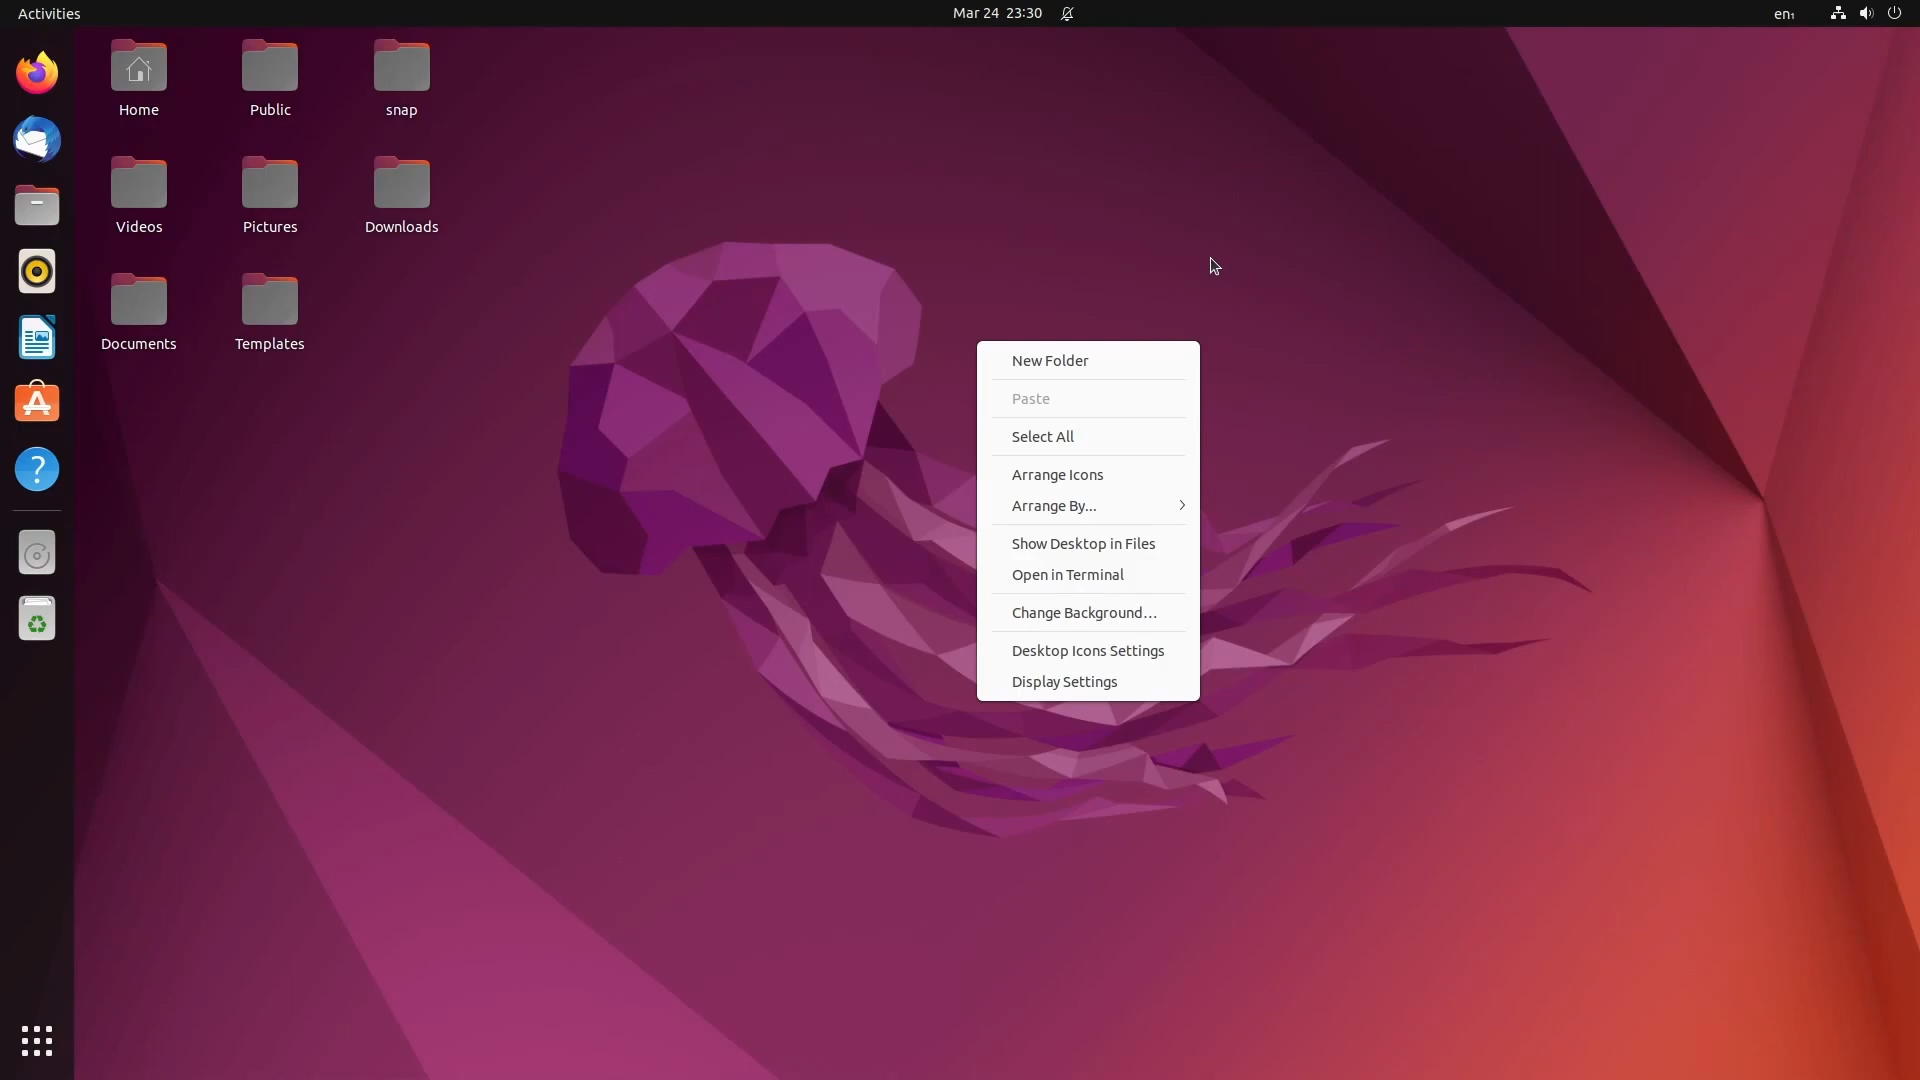 Activities
Mar 24 23:30
en₁
Home
Public
snap
Videos
Pictures
Downloads
Documents
Templates
New Folder
Paste
Select All
Arrange Icons
Arrange By...
Show Desktop in Files
Open in Terminal
Change Background…
Desktop Icons Settings
Display Settings